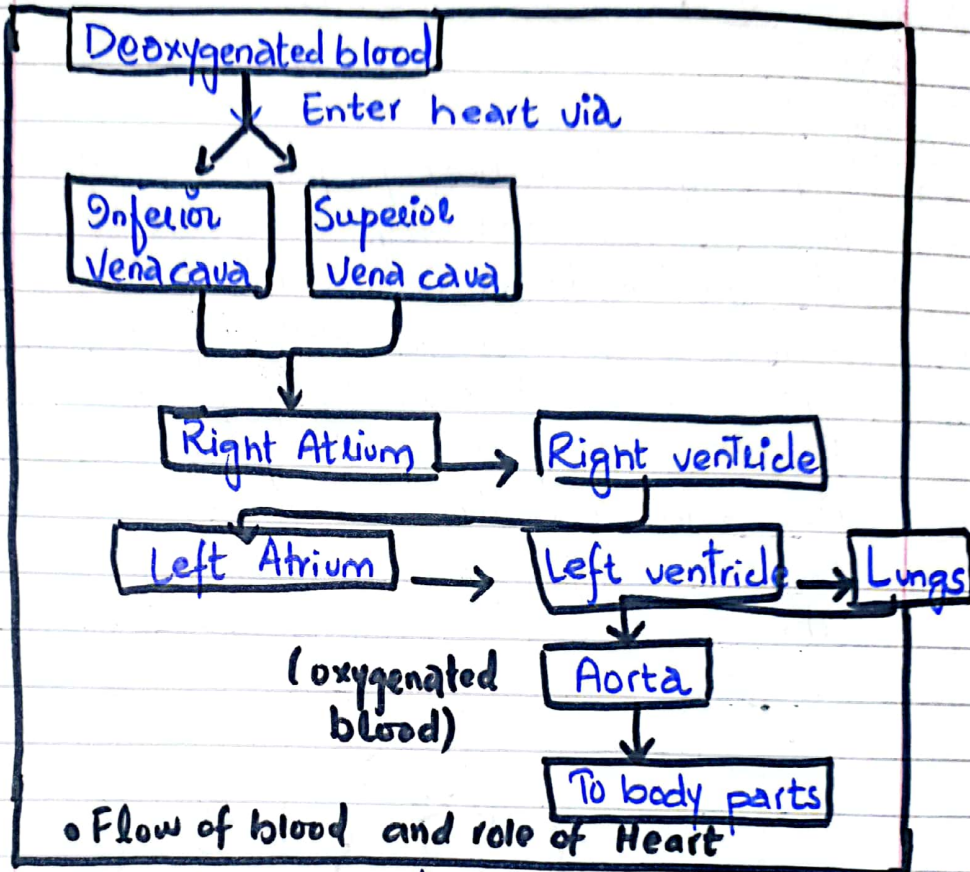 Deoxygenated blood
Enter heart via
Inferior
Vena cava
Superior
Vena cava
Right Atrium
Right ventricle
Left Atrium
Left ventricle
Lungs
(oxygenated
blood)
Aorta
To body parts
• Flow of blood and role of Heart